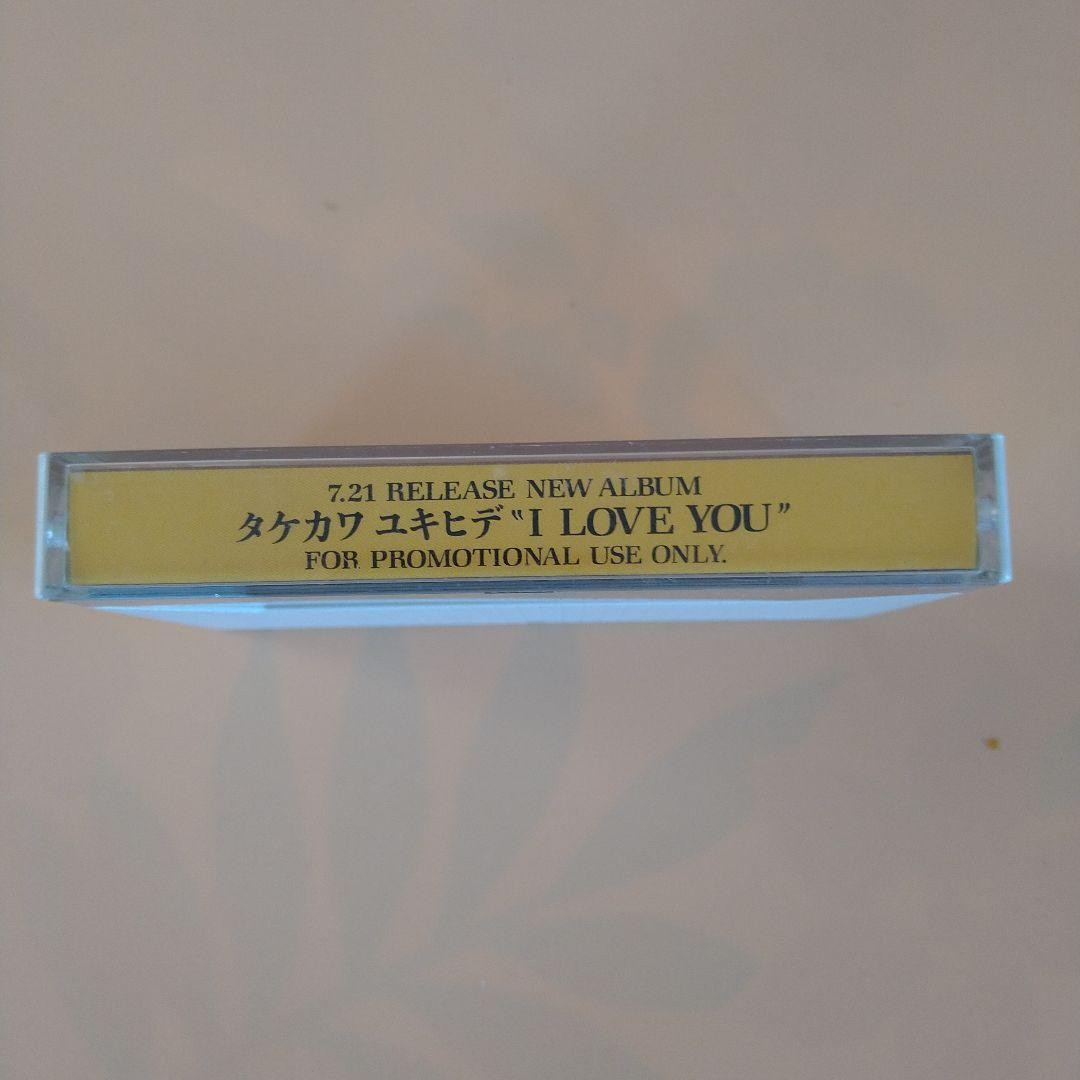 7.21 RELEASE NEW ALBUM
タケカワ ユキヒデ〝I LOVE YOU”
FOR PROMOTIONAL USE ONLY.